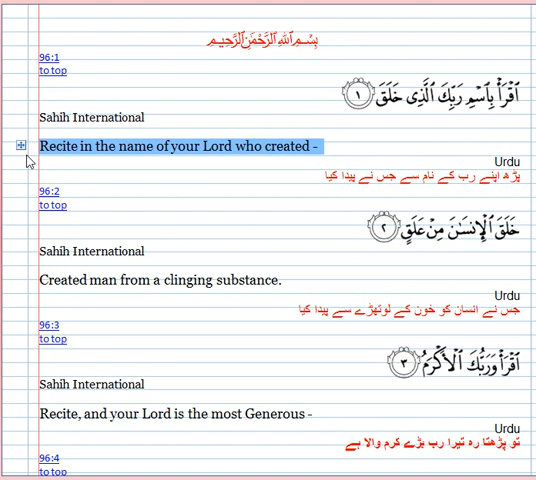 بِسْمِ ٱللَّهِ ٱلرَّحْمَٰنِ ٱلرَّحِيمِ
96:1
to top
ٱقْرَأْ بِٱسْمِ رَبِّكَ ٱلَّذِى خَلَقَ ١
Sahih International
Recite in the name of your Lord who created -
Urdu
پڑھ اپنے رب کے نام سے جس نے پیدا کیا
96:2
to top
خَلَقَ ٱلْإِنسَٰنَ مِنْ عَلَقٍ ٢
Sahih International
Created man from a clinging substance.
Urdu
جس نے انسان کو خون کے لوتھڑے سے پیدا کیا
96:3
to top
ٱقْرَأْ وَرَبُّكَ ٱلْأَكْرَمُ ٣
Sahih International
Recite, and your Lord is the most Generous -
Urdu
تو پڑھتا رہ تیرا رب بڑے کرم والا ہے
96:4
to top